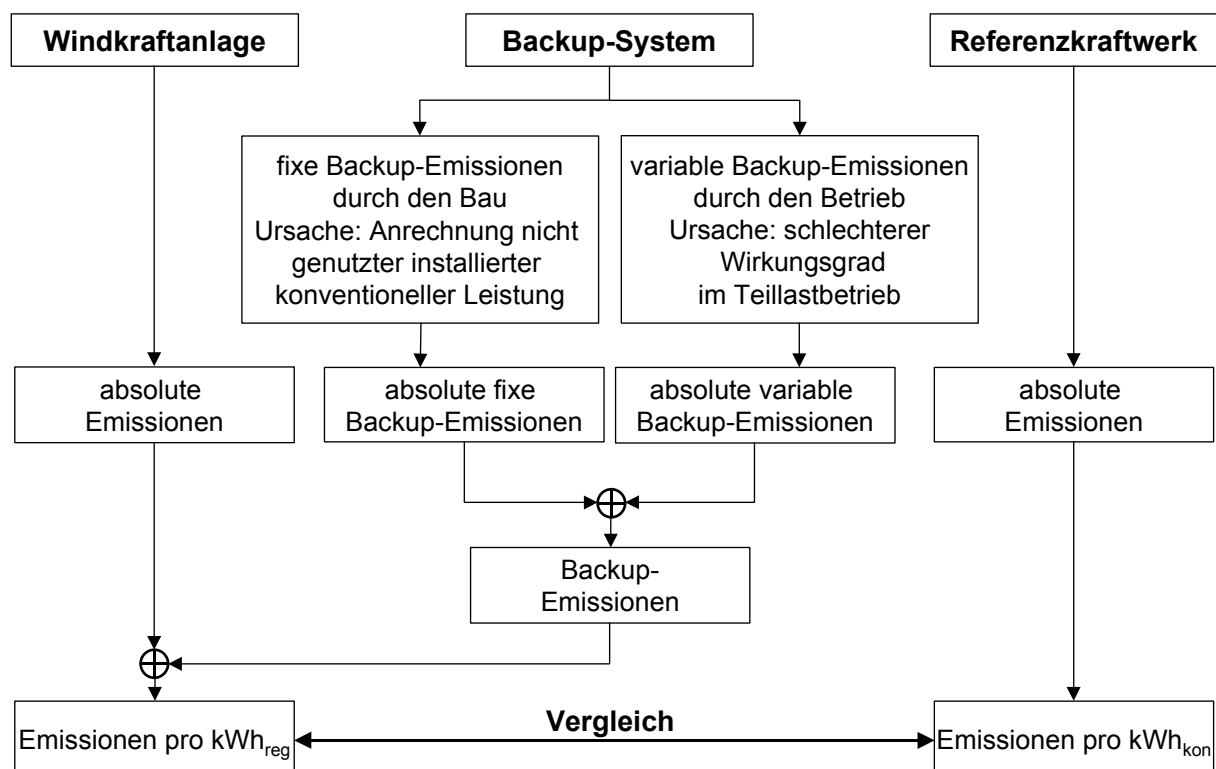 Windkraftanlage
Backup-System
Referenzkraftwerk
fixe Backup-Emissionen
durch den Bau
Ursache: Anrechnung nicht
genutzter installierter
konventioneller Leistung
variable Backup-Emissionen
durch den Betrieb
Ursache: schlechterer
Wirkungsgrad
im Teillastbetrieb
absolute
Emissionen
absolute fixe
Backup-Emissionen
absolute variable
Backup-Emissionen
absolute
Emissionen
Backup-
Emissionen
Emissionen pro kWhreg
Vergleich
Emissionen pro kWhkon